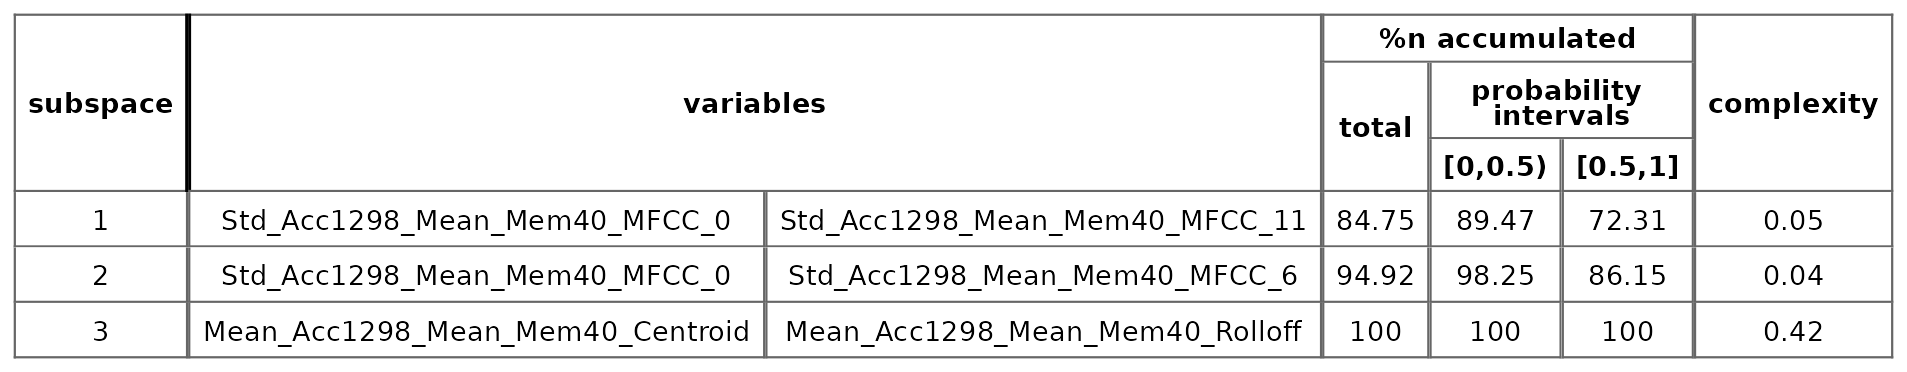 %n accumulated
subspace variables total probability intervals complexity
[0,0.5) [0.5,1]
1 Std_Acc1298_Mean_Mem40_MFCC_0 Std_Acc1298_Mean_Mem40_MFCC_11 84.75 89.47 72.31 0.05
2 Std_Acc1298_Mean_Mem40_MFCC_0 Std_Acc1298_Mean_Mem40_MFCC_6 94.92 98.25 86.15 0.04
3 Mean_Acc1298_Mean_Mem40_Centroid Mean_Acc1298_Mean_Mem40_Rolloff 100 100 100 0.42